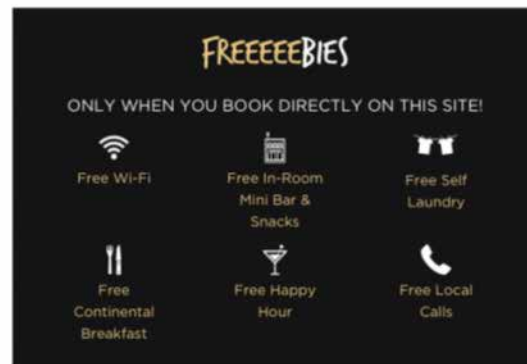 FREEEEEBIES
ONLY WHEN YOU BOOK DIRECTLY ON THIS SITE!
Free Wi-Fi
Free In-Room
Mini Bar &
Snacks
Free Self
Laundry
Free
Continental
Breakfast
Free Happy
Hour
Free Local
Calls